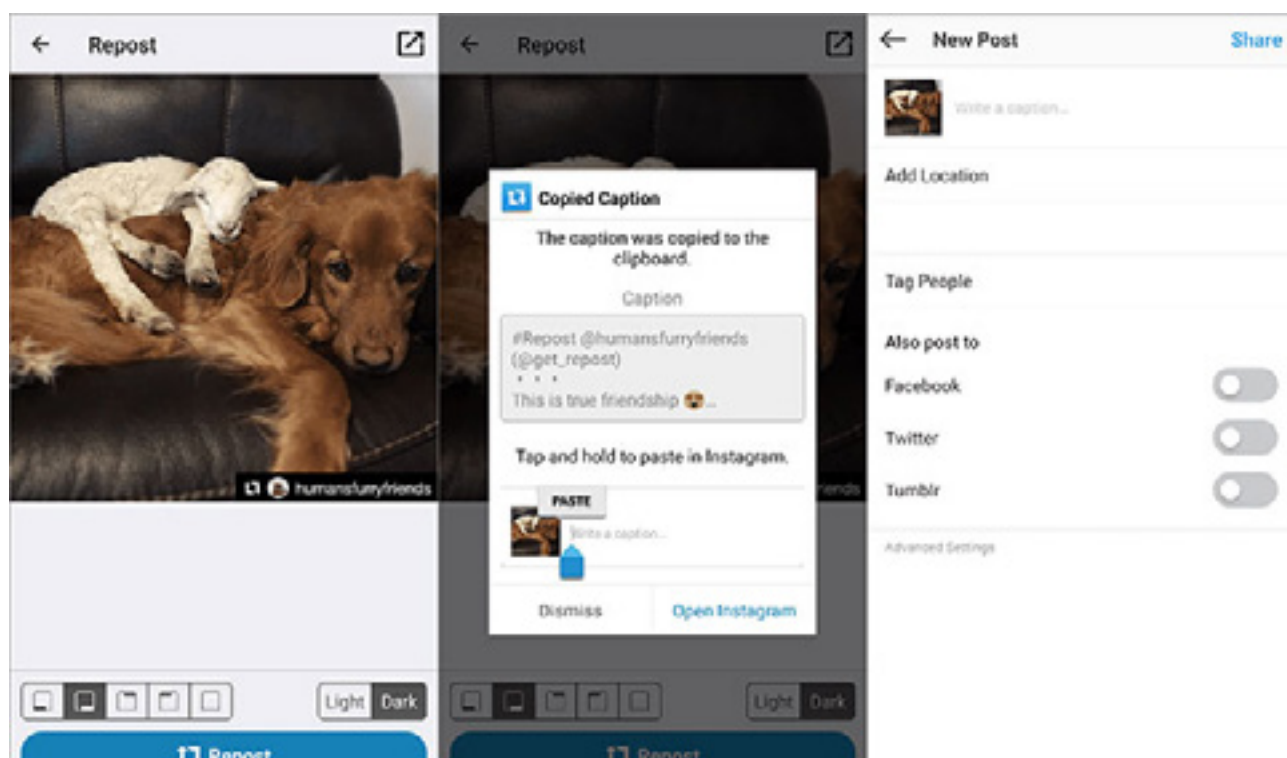 Repost
humansfurryfriends
Light Dark
Repost
Repost
Copied Caption
The caption was copied to the
clipboard.
Caption
#Repost @humansfurryfriends
(@get_repost)
・・・
This is true friendship 😍...
Tap and hold to paste in Instagram.
PASTE
Write a caption...
Dismiss
Open Instagram
riends
Light Dark
Repost
New Post
Share
Write a caption...
Add Location
Tag People
Also post to
Facebook
Twitter
Tumblr
Advanced Settings